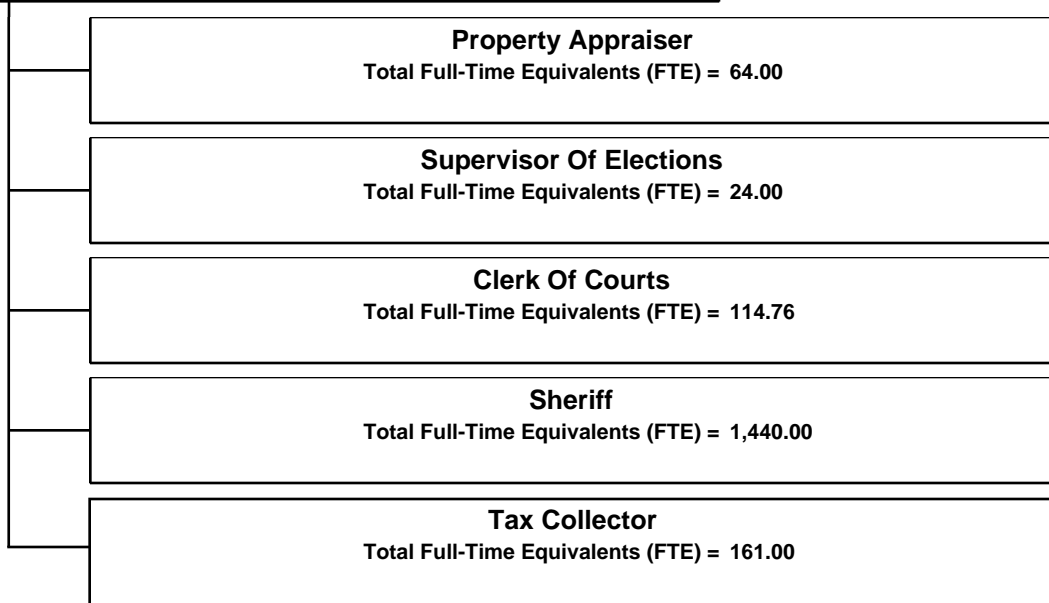 Property Appraiser
Total Full-Time Equivalents (FTE) = 64.00
Supervisor Of Elections
Total Full-Time Equivalents (FTE) = 24.00
Clerk Of Courts
Total Full-Time Equivalents (FTE) = 114.76
Sheriff
Total Full-Time Equivalents (FTE) = 1,440.00
Tax Collector
Total Full-Time Equivalents (FTE) = 161.00